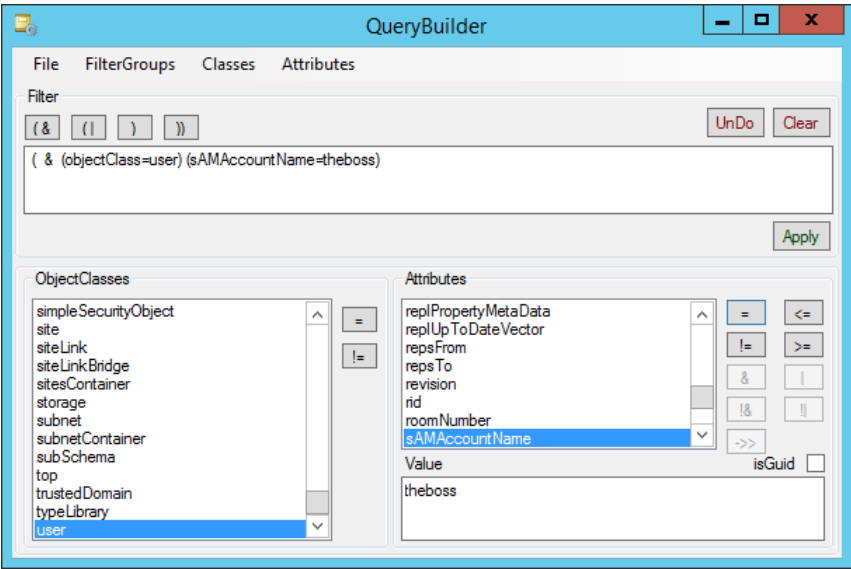 QueryBuilder
File FilterGroups Classes Attributes
Filter
(& (| ) )) UnDo Clear
( & (objectClass=user) (sAMAccountName=theboss)
Apply
ObjectClasses
simpleSecurityObject
site
siteLink
siteLinkBridge
sitesContainer
storage
subnet
subnetContainer
subSchema
top
trustedDomain
typeLibrary
user
=
!=
Attributes
replPropertyMetaData
replUpToDateVector
repsFrom
repsTo
revision
rid
roomNumber
sAMAccountName
= <=
!= >=
& |
!& !|
->>
Value isGuid
theboss